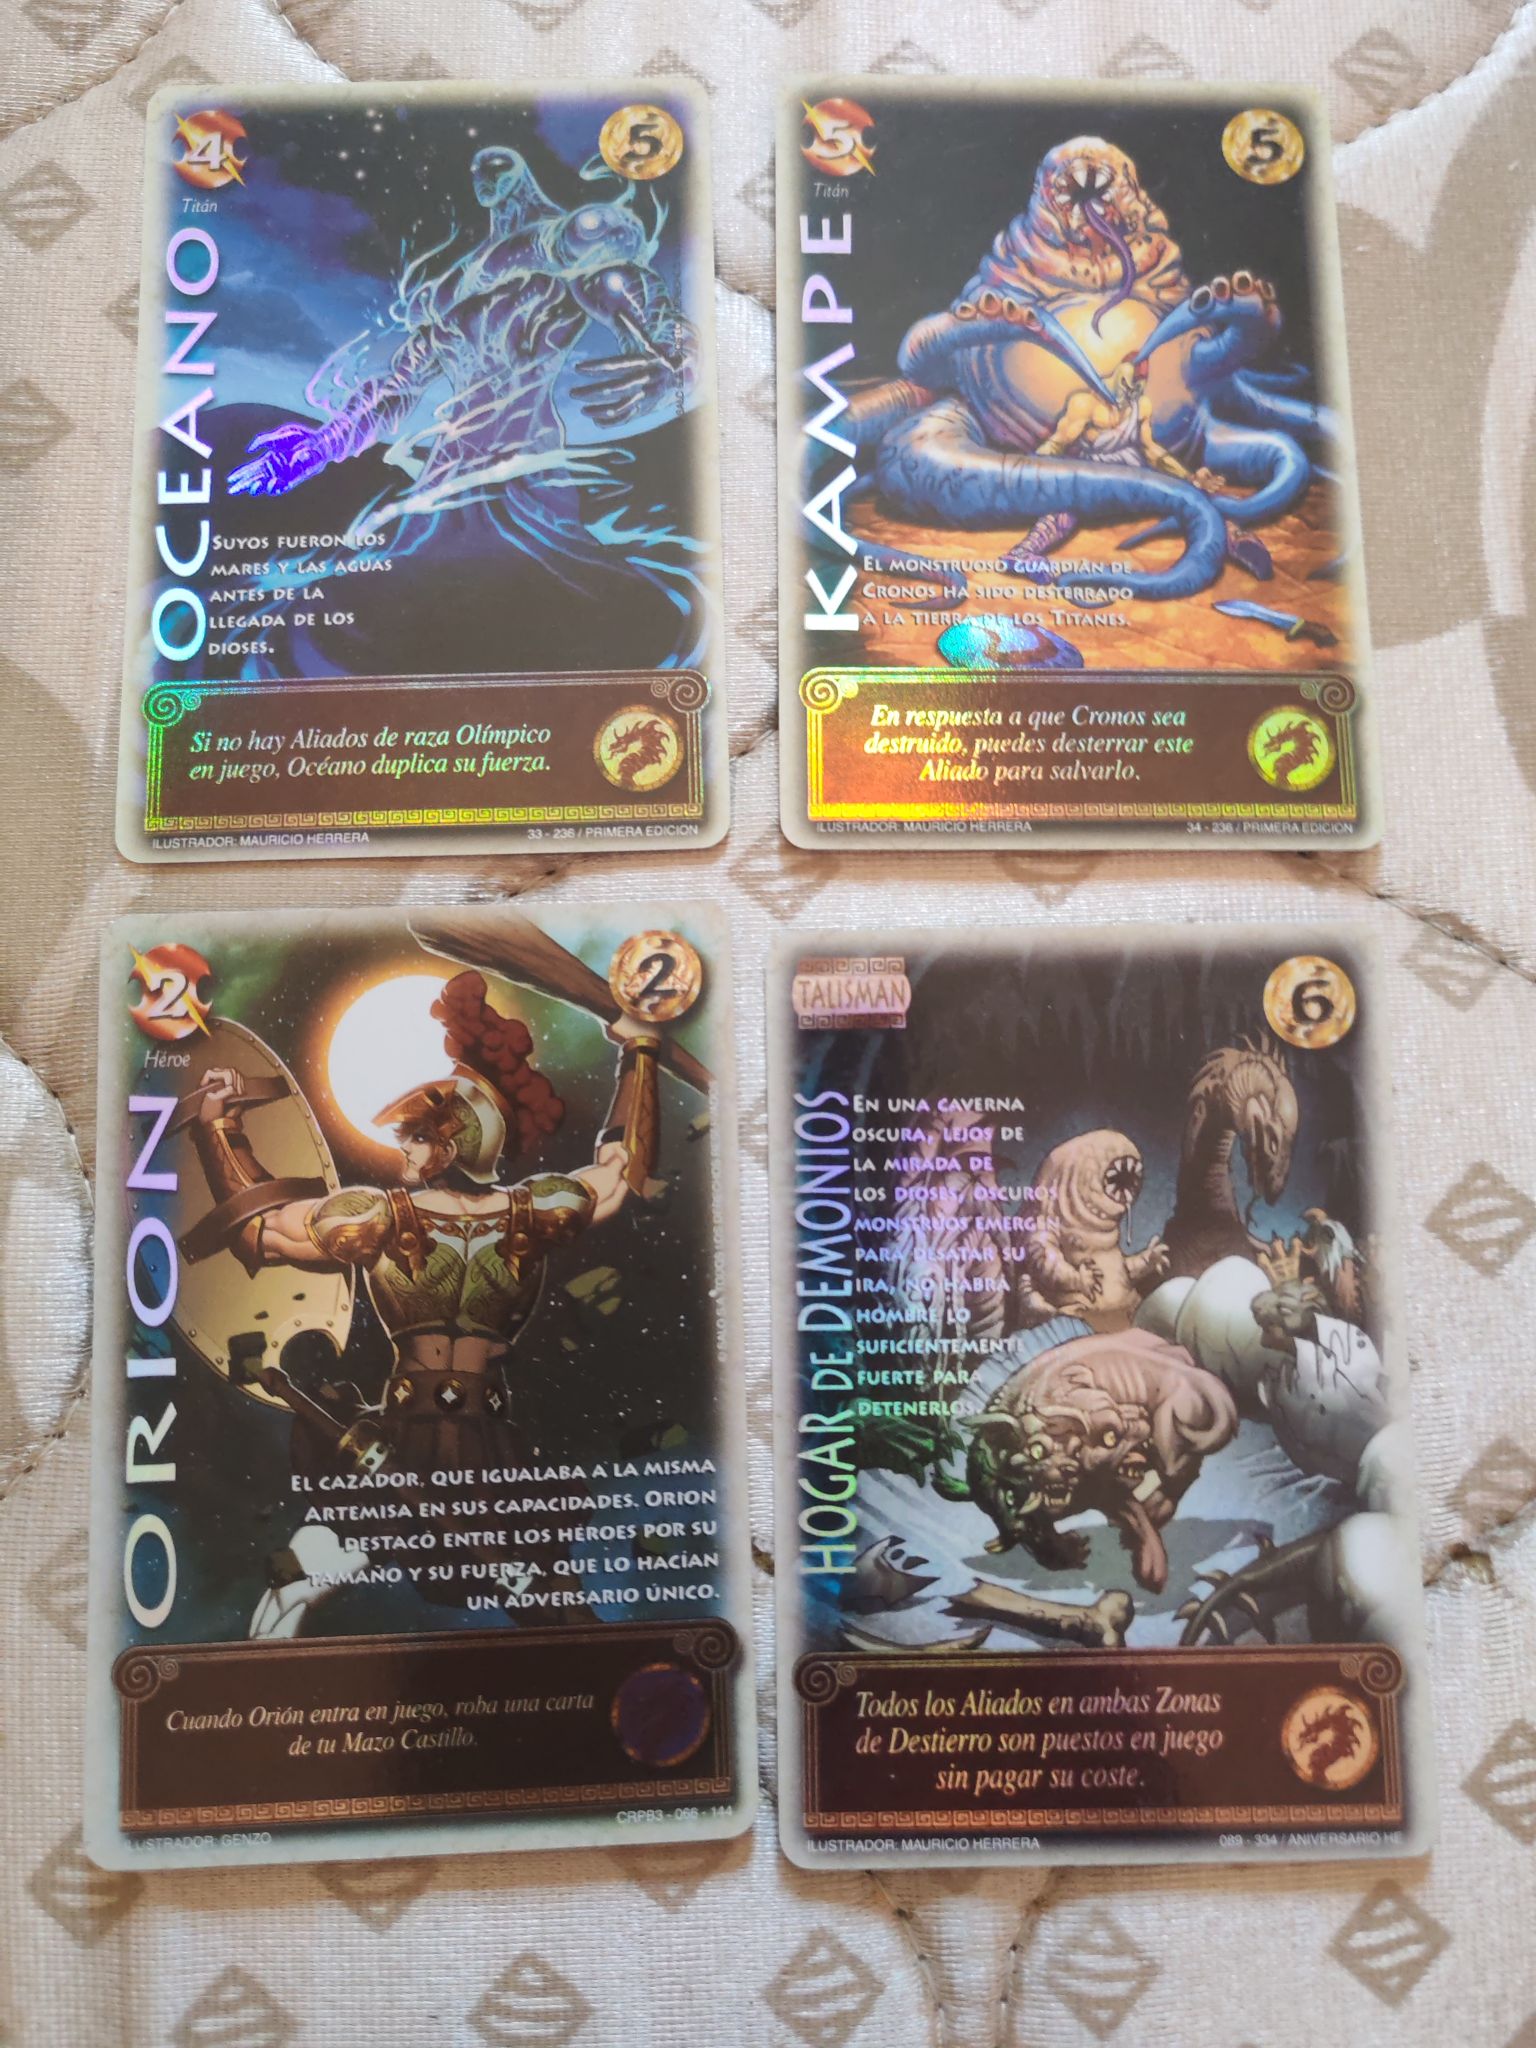 4
5
Titán
OCEANO
SUYOS FUERON LOS
MARES Y LAS AGUAS
ANTES DE LA
LLEGADA DE LOS
DIOSES.
Si no hay Aliados de raza Olímpico
en juego, Océano duplica su fuerza.
ILUSTRADOR: MAURICIO HERRERA
33 - 236 / PRIMERA EDICION
5
5
Titán
KAMPE
EL MONSTRUOSO GUARDIÁN DE
CRONOS HA SIDO DESTERRADO
A LA TIERRA DE LOS TITANES.
En respuesta a que Cronos sea
destruido, puedes desterrar este
Aliado para salvarlo.
ILUSTRADOR: MAURICIO HERRERA
34 - 236 / PRIMERA EDICION
2
2
Héroe
ORION
EL CAZADOR, QUE IGUALABA A LA MISMA
ARTEMISA EN SUS CAPACIDADES. ORION
DESTACÓ ENTRE LOS HÉROES POR SU
TAMAÑO Y SU FUERZA, QUE LO HACÍAN
UN ADVERSARIO ÚNICO.
Cuando Orión entra en juego, roba una carta
de tu Mazo Castillo.
CRPB3 - 066 - 144
ILUSTRADOR: GENZO
TALISMAN
6
HOGAR DE DEMONIOS
EN UNA CAVERNA
OSCURA, LEJOS DE
LA MIRADA DE
LOS DIOSES, OSCUROS
MONSTRUOS EMERGEN
PARA DESATAR SU
IRA, NO HABRÁ
HOMBRE LO
SUFICIENTEMENTE
FUERTE PARA
DETENERLOS.
Todos los Aliados en ambas Zonas
de Destierro son puestos en juego
sin pagar su coste.
ILUSTRADOR: MAURICIO HERRERA
089 - 334 / ANIVERSARIO HE